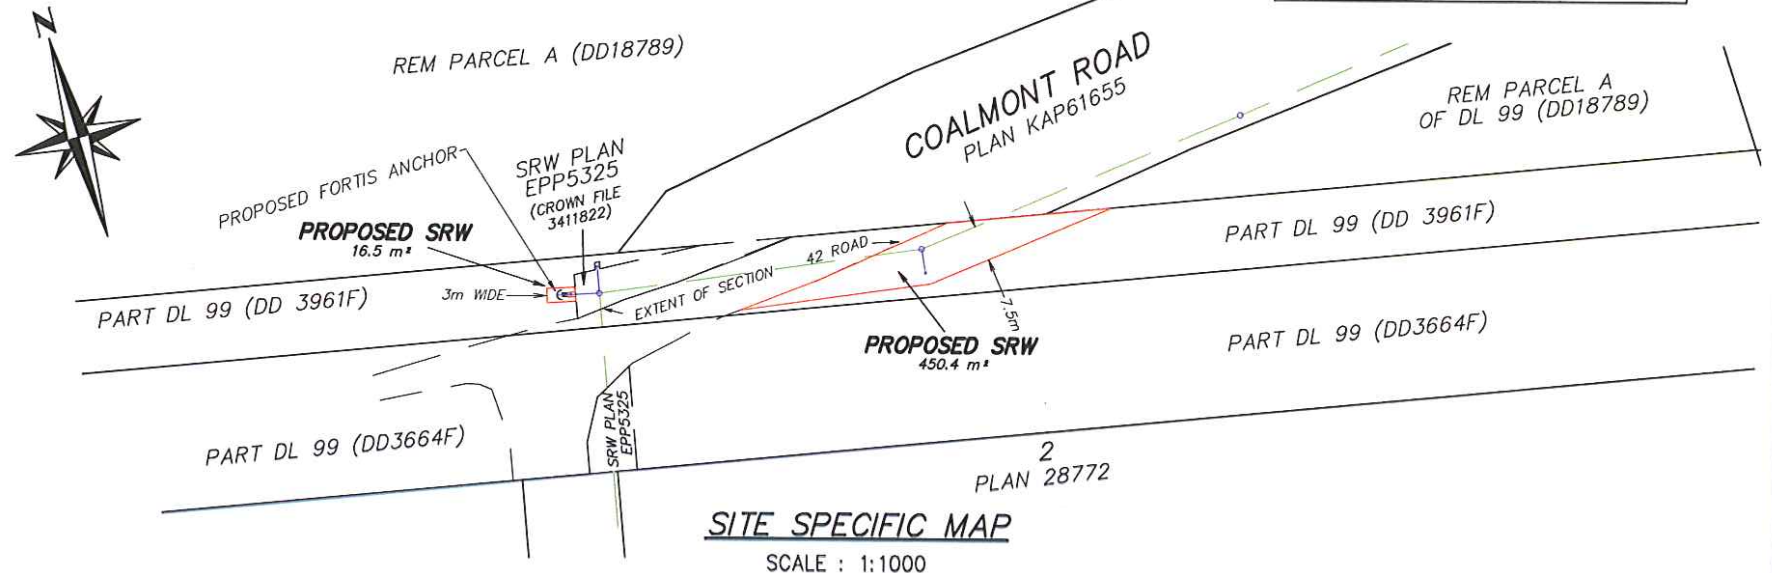 N
REM PARCEL A (DD18789)
COALMONT ROAD
PLAN KAP61655
REM PARCEL A
OF DL 99 (DD18789)
PROPOSED FORTIS ANCHOR
SRW PLAN
EPP5325
(CROWN FILE
3411822)
PROPOSED SRW
16.5 m²
3m WIDE
PART DL 99 (DD 3961F)
EXTENT OF SECTION 42 ROAD
PART DL 99 (DD 3961F)
7.5m
PROPOSED SRW
450.4 m²
PART DL 99 (DD3664F)
SRW PLAN
EPP5325
PART DL 99 (DD3664F)
2
PLAN 28772
SITE SPECIFIC MAP
SCALE : 1:1000